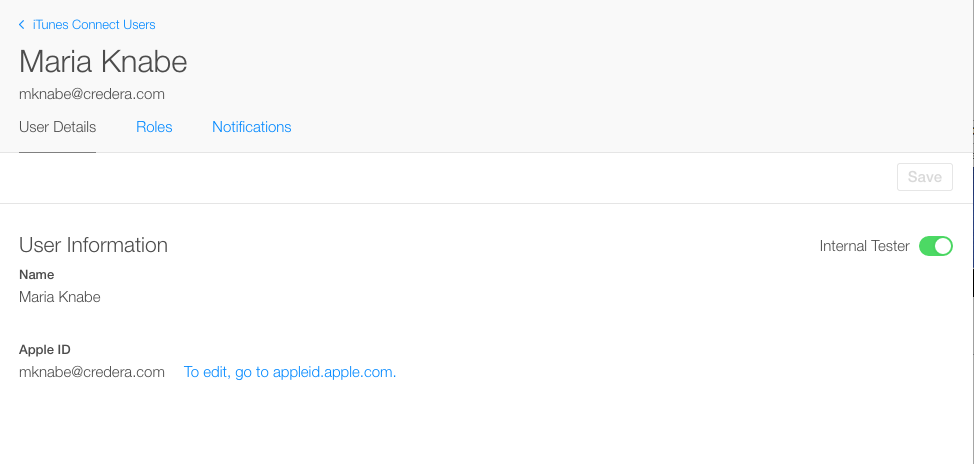 iTunes Connect Users
Maria Knabe
mknabe@credera.com
User Details Roles Notifications
Save
User Information Internal Tester
Name
Maria Knabe
Apple ID
mknabe@credera.com To edit, go to appleid.apple.com.